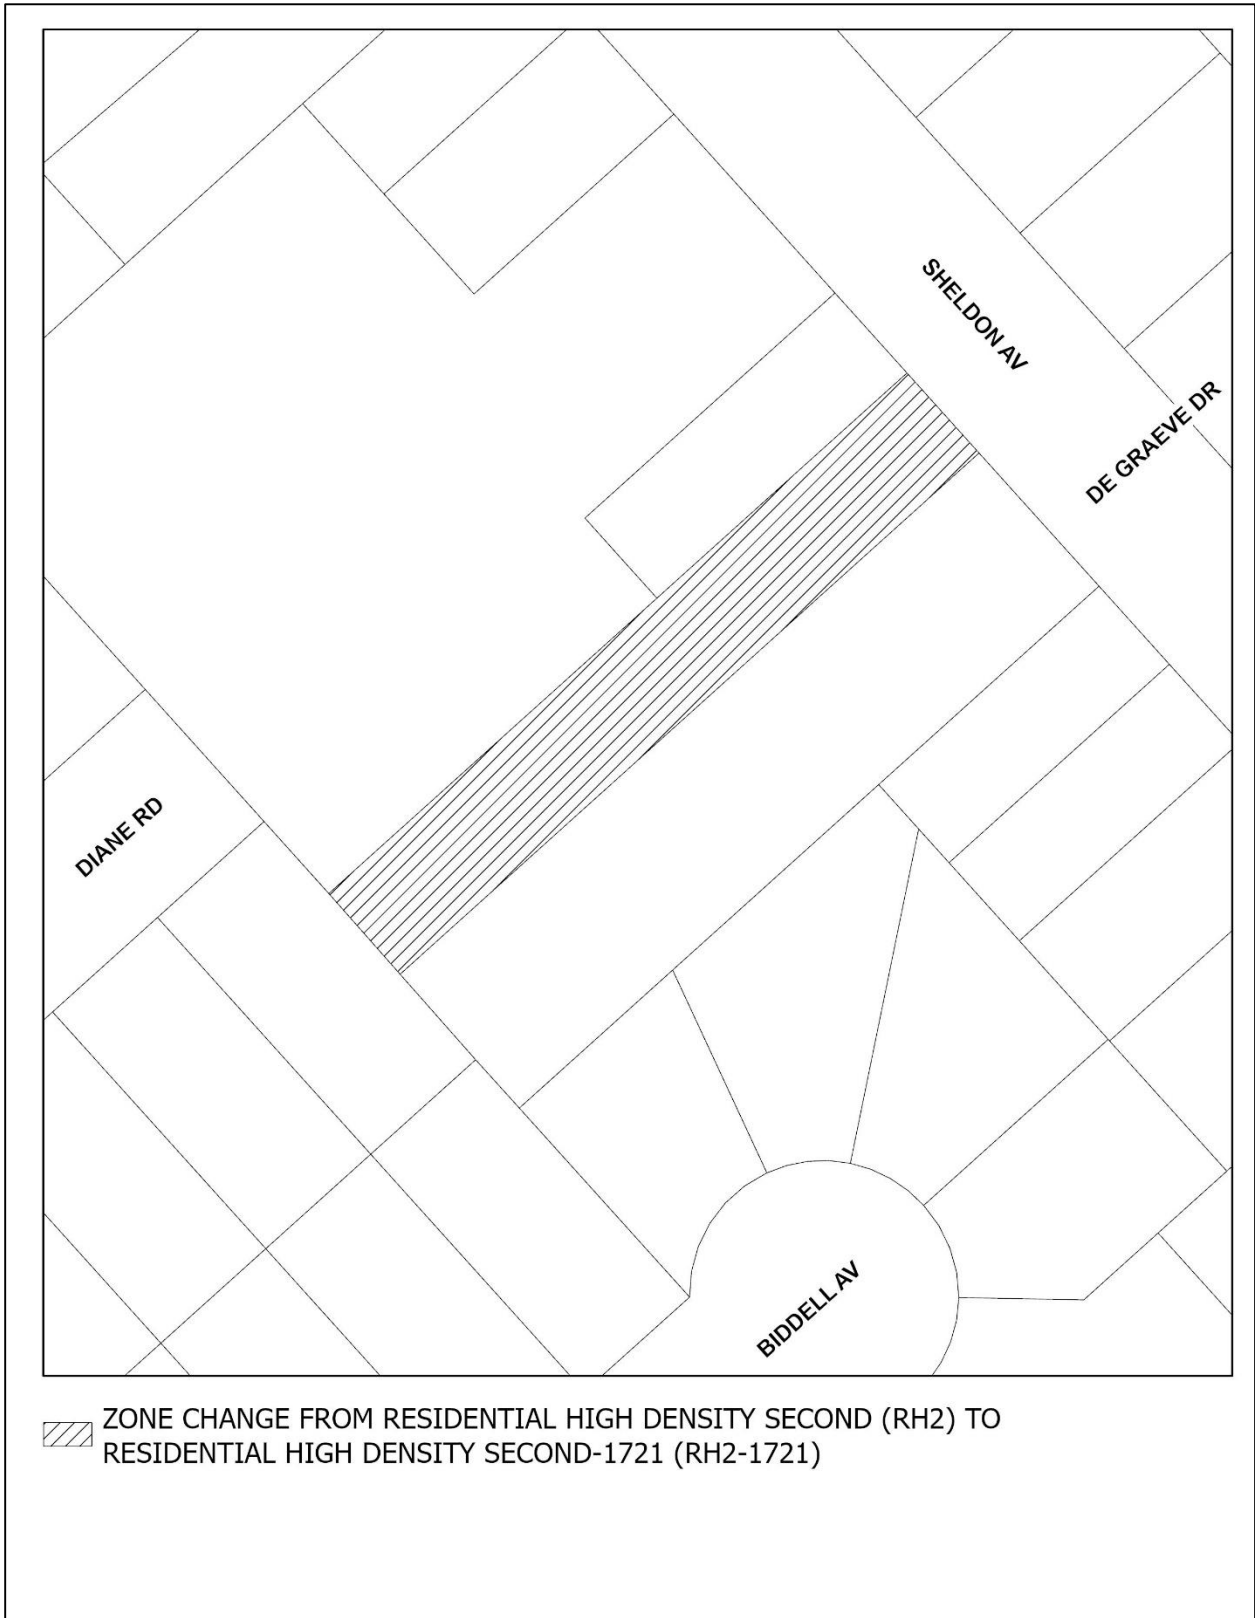 SHELDON AV
DE GRAEVE DR
DIANE RD
BIDDELL AV
ZONE CHANGE FROM RESIDENTIAL HIGH DENSITY SECOND (RH2) TO
RESIDENTIAL HIGH DENSITY SECOND-1721 (RH2-1721)